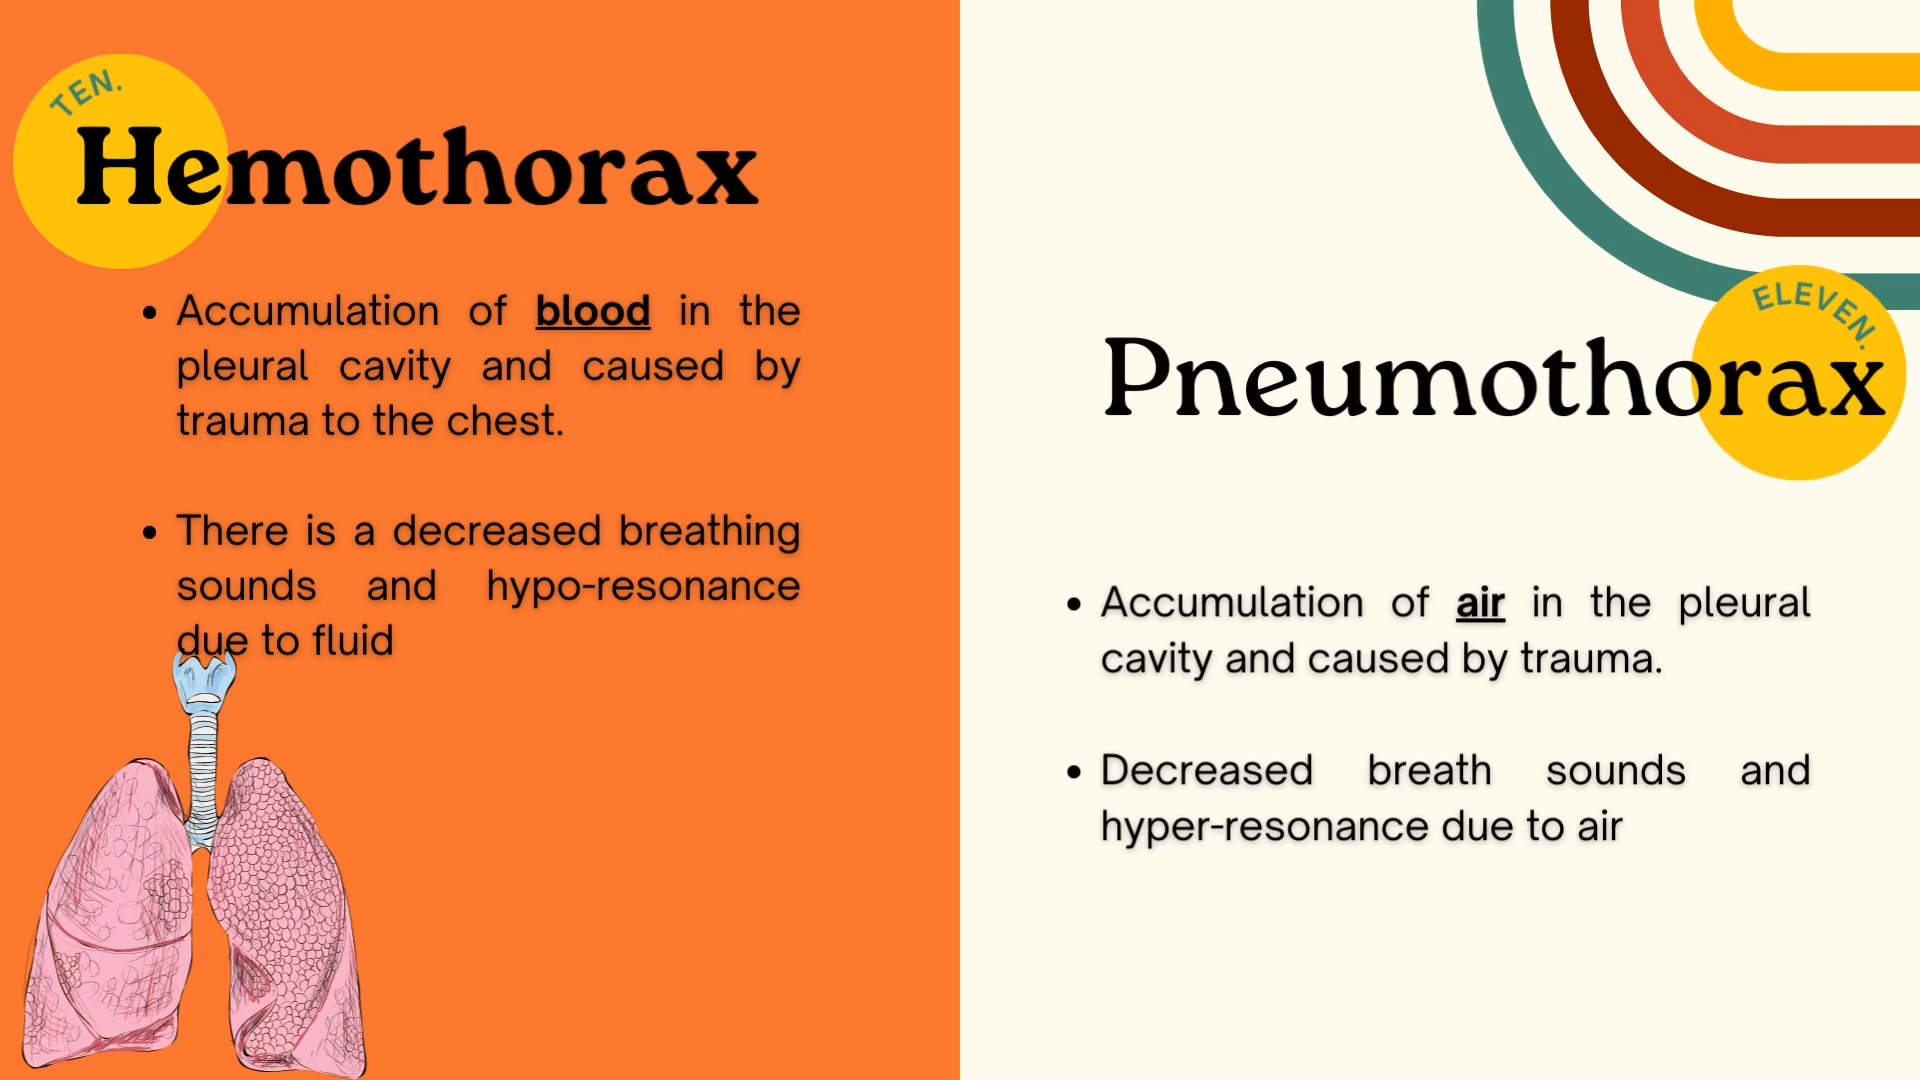 TEN.
Hemothorax
• Accumulation of blood in the
pleural cavity and caused by
trauma to the chest.
• There is a decreased breathing
sounds and hypo-resonance
due to fluid
ELEVEN.
Pneumothorax
• Accumulation of air in the pleural
cavity and caused by trauma.
• Decreased breath sounds and
hyper-resonance due to air